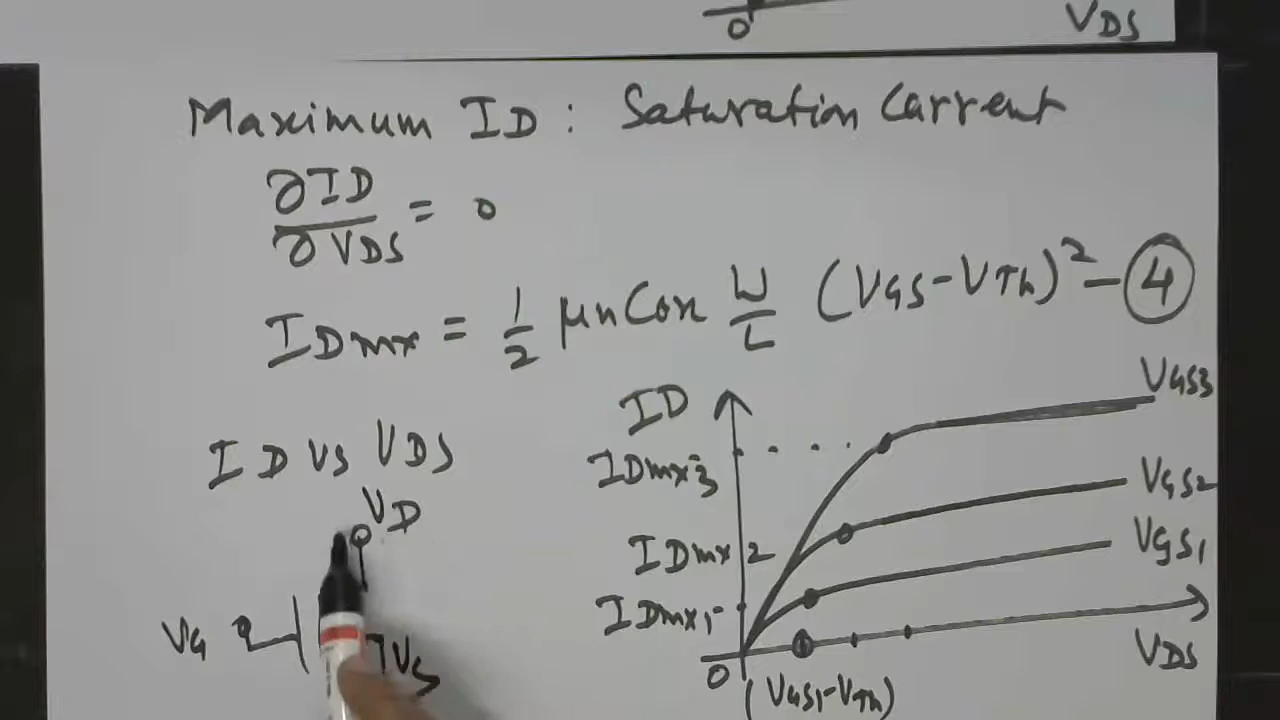 0 VDS
Maximum ID : Saturation Current
∂ID/∂VDS = 0
IDmx = 1/2 μnCox W/L (VGS-VTh)² - 4
ID VS VDS
VD
VG
VS
ID
IDmx3
IDmx2
IDmx1
VGS3
VGS2
VGS1
0 VDS
(VGS1-VTh)